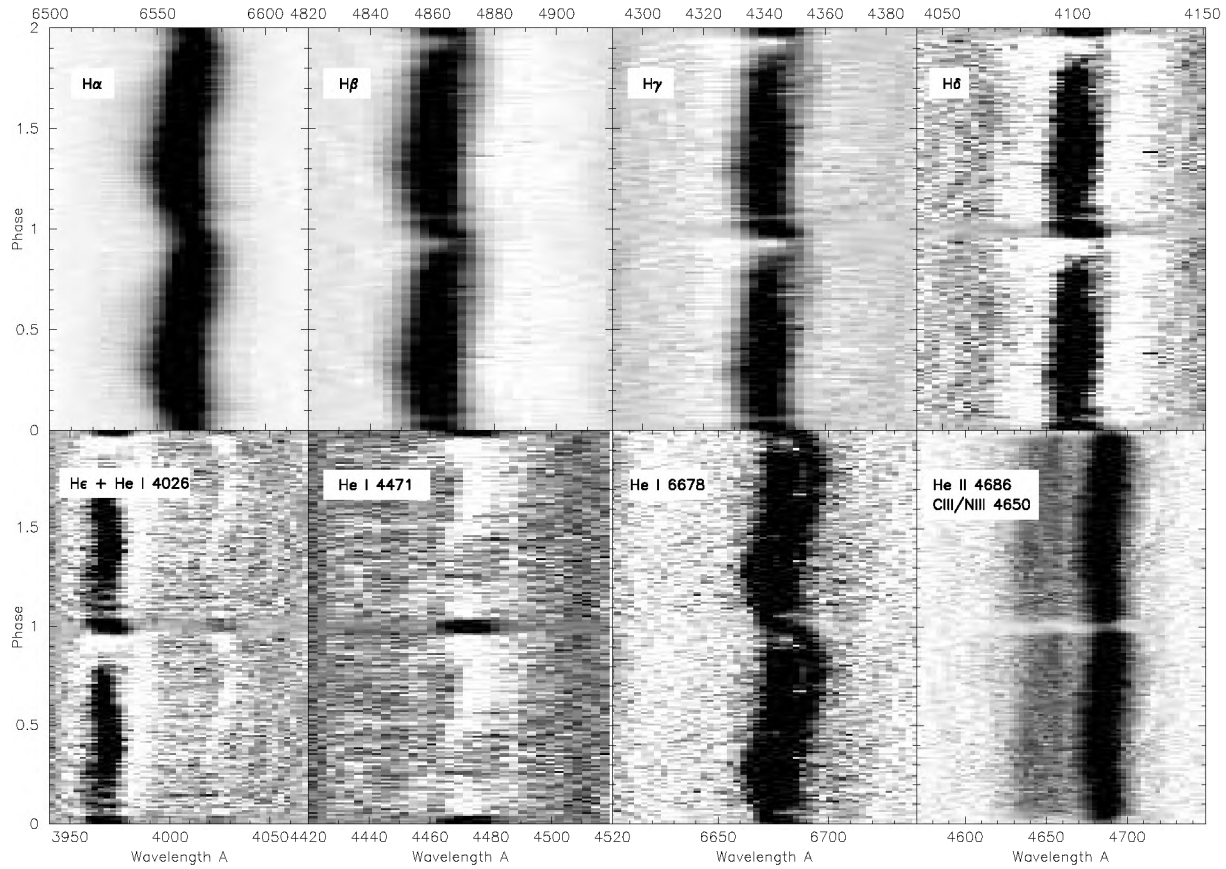 6500 6550 6600 4820 4840 4860 4880 4900 4300 4320 4340 4360 4380 4050 4100 4150
2
Hα
Hβ
Hγ
Hδ
1.5
1
Phase
0.5
0
Hε + He I 4026
He I 4471
He I 6678
He II 4686
CIII/NIII 4650
1.5
1
Phase
0.5
0
3950 4000 4050 4420 4440 4460 4480 4500 4520 6650 6700 4600 4650 4700
Wavelength A Wavelength A Wavelength A Wavelength A